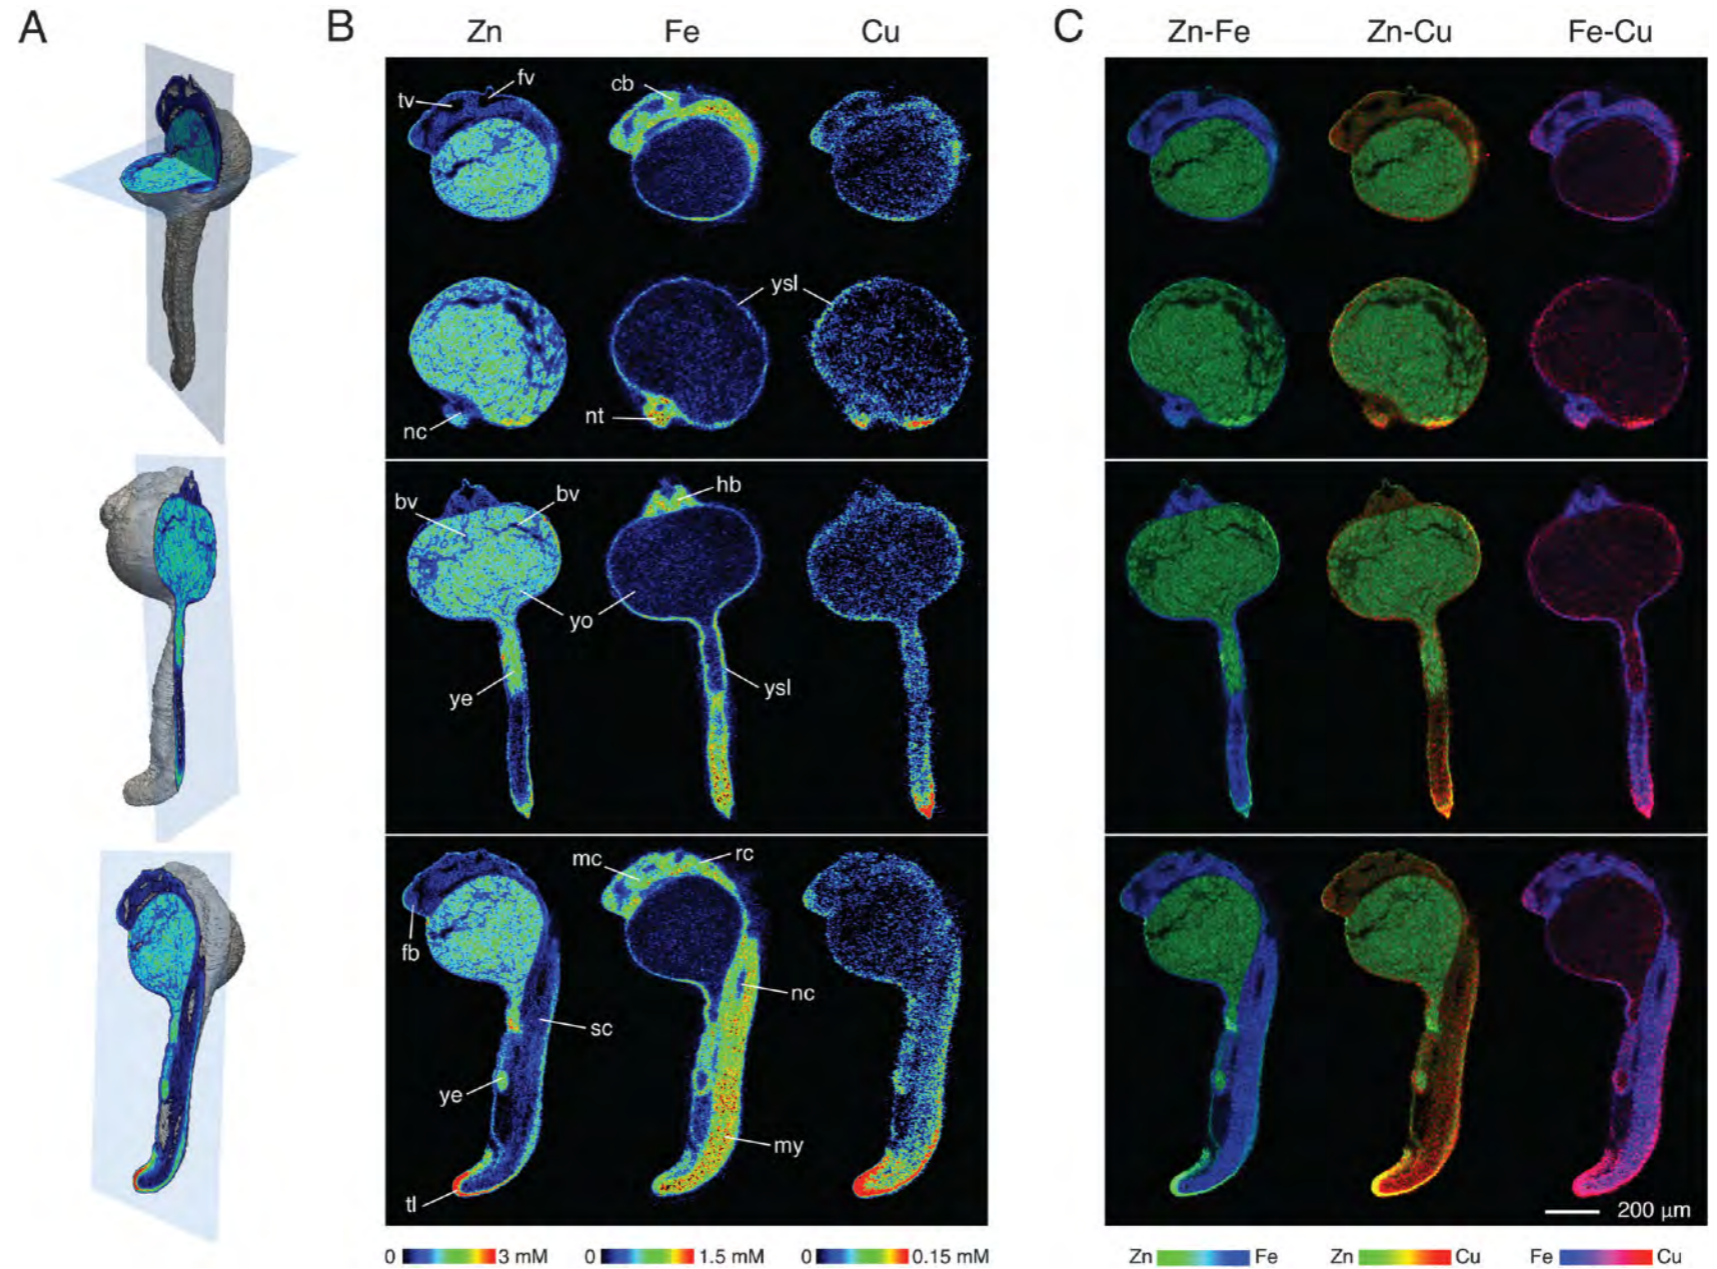 A
B
Zn
Fe
Cu
C
Zn-Fe
Zn-Cu
Fe-Cu
tv
fv
cb
ysl
nc
nt
bv
bv
hb
yo
ye
ysl
mc
rc
fb
nc
sc
ye
my
tl
200 µm
0 3 mM
0 1.5 mM
0 0.15 mM
Zn Fe
Zn Cu
Fe Cu